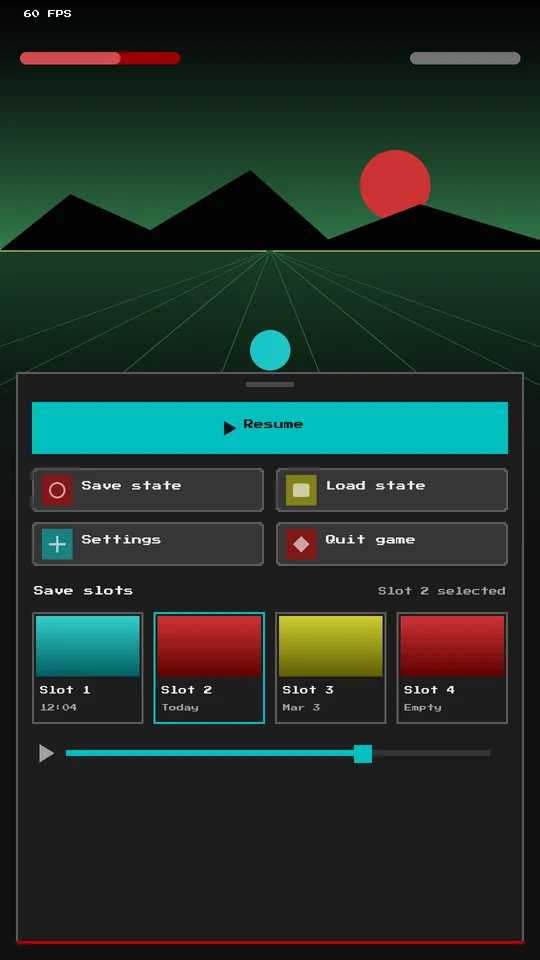 60 FPS
Resume
Save state
Load state
Settings
Quit game
Save slots
Slot 2 selected
Slot 1
12:04
Slot 2
Today
Slot 3
Mar 3
Slot 4
Empty